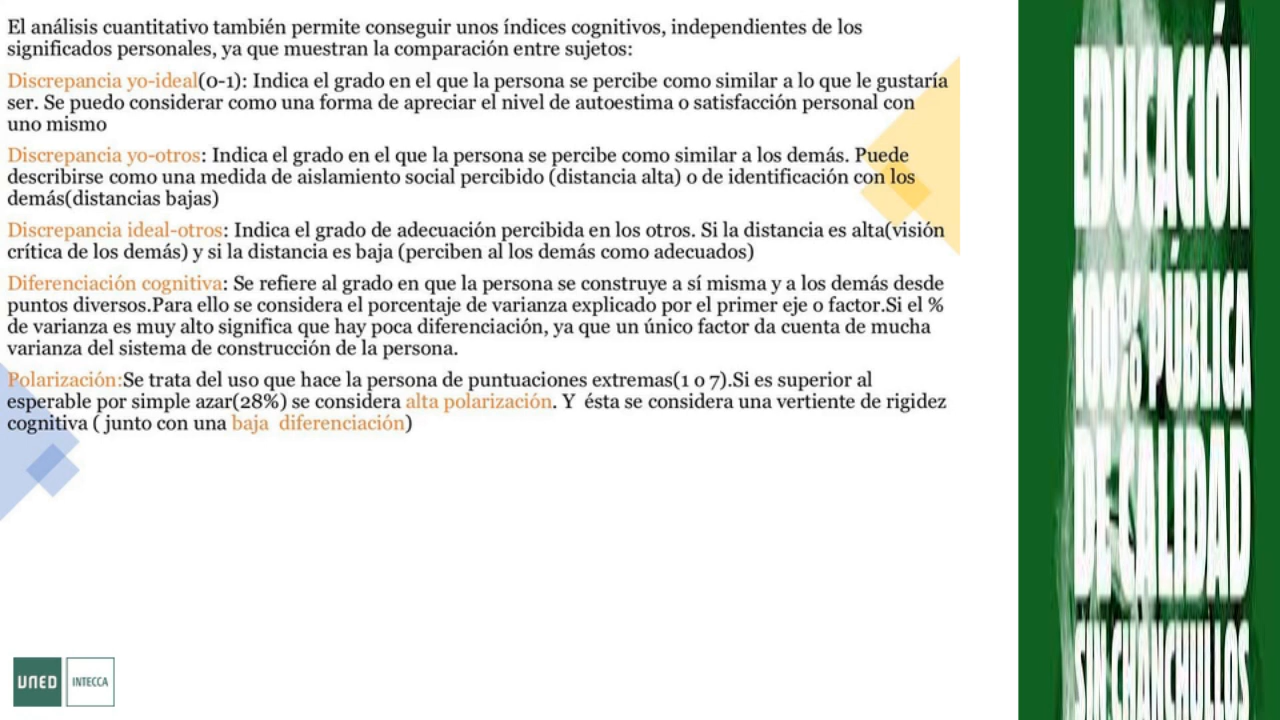 El análisis cuantitativo también permite conseguir unos índices cognitivos, independientes de los
significados personales, ya que muestran la comparación entre sujetos:
Discrepancia yo-ideal(0-1): Indica el grado en el que la persona se percibe como similar a lo que le gustaría
ser. Se puedo considerar como una forma de apreciar el nivel de autoestima o satisfacción personal con
uno mismo
Discrepancia yo-otros: Indica el grado en el que la persona se percibe como similar a los demás. Puede
describirse como una medida de aislamiento social percibido (distancia alta) o de identificación con los
demás(distancias bajas)
Discrepancia ideal-otros: Indica el grado de adecuación percibida en los otros. Si la distancia es alta(visión
crítica de los demás) y si la distancia es baja (perciben al los demás como adecuados)
Diferenciación cognitiva: Se refiere al grado en que la persona se construye a sí misma y a los demás desde
puntos diversos.Para ello se considera el porcentaje de varianza explicado por el primer eje o factor.Si el %
de varianza es muy alto significa que hay poca diferenciación, ya que un único factor da cuenta de mucha
varianza del sistema de construcción de la persona.
Polarización:Se trata del uso que hace la persona de puntuaciones extremas(1 o 7).Si es superior al
esperable por simple azar(28%) se considera alta polarización. Y ésta se considera una vertiente de rigidez
cognitiva ( junto con una baja diferenciación)
UNED INTECCA
EDUCACIÓN
100% PÚBLICA
DE CALIDAD
SIN CHANCHULLOS